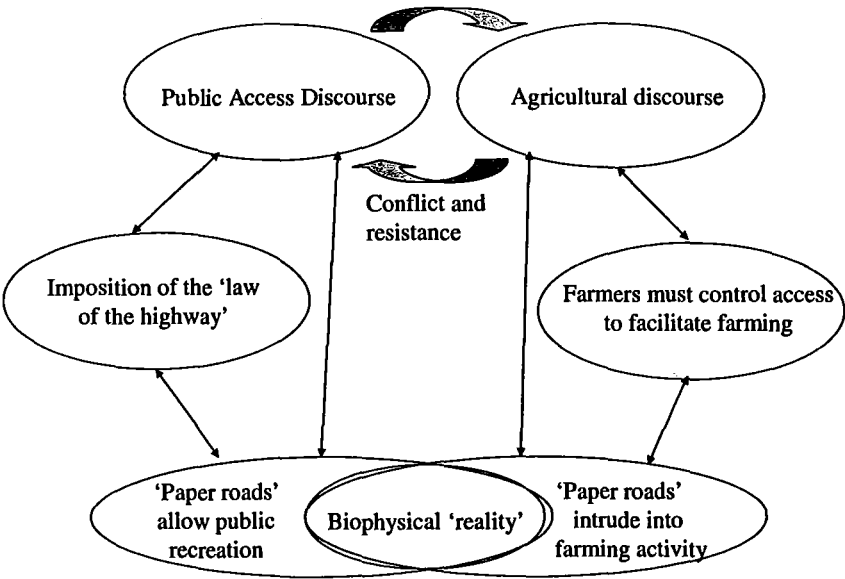 Public Access Discourse
Agricultural discourse
Conflict and
resistance
Imposition of the ‘law
of the highway’
Farmers must control access
to facilitate farming
‘Paper roads’
allow public
recreation
Biophysical ‘reality’
‘Paper roads’
intrude into
farming activity